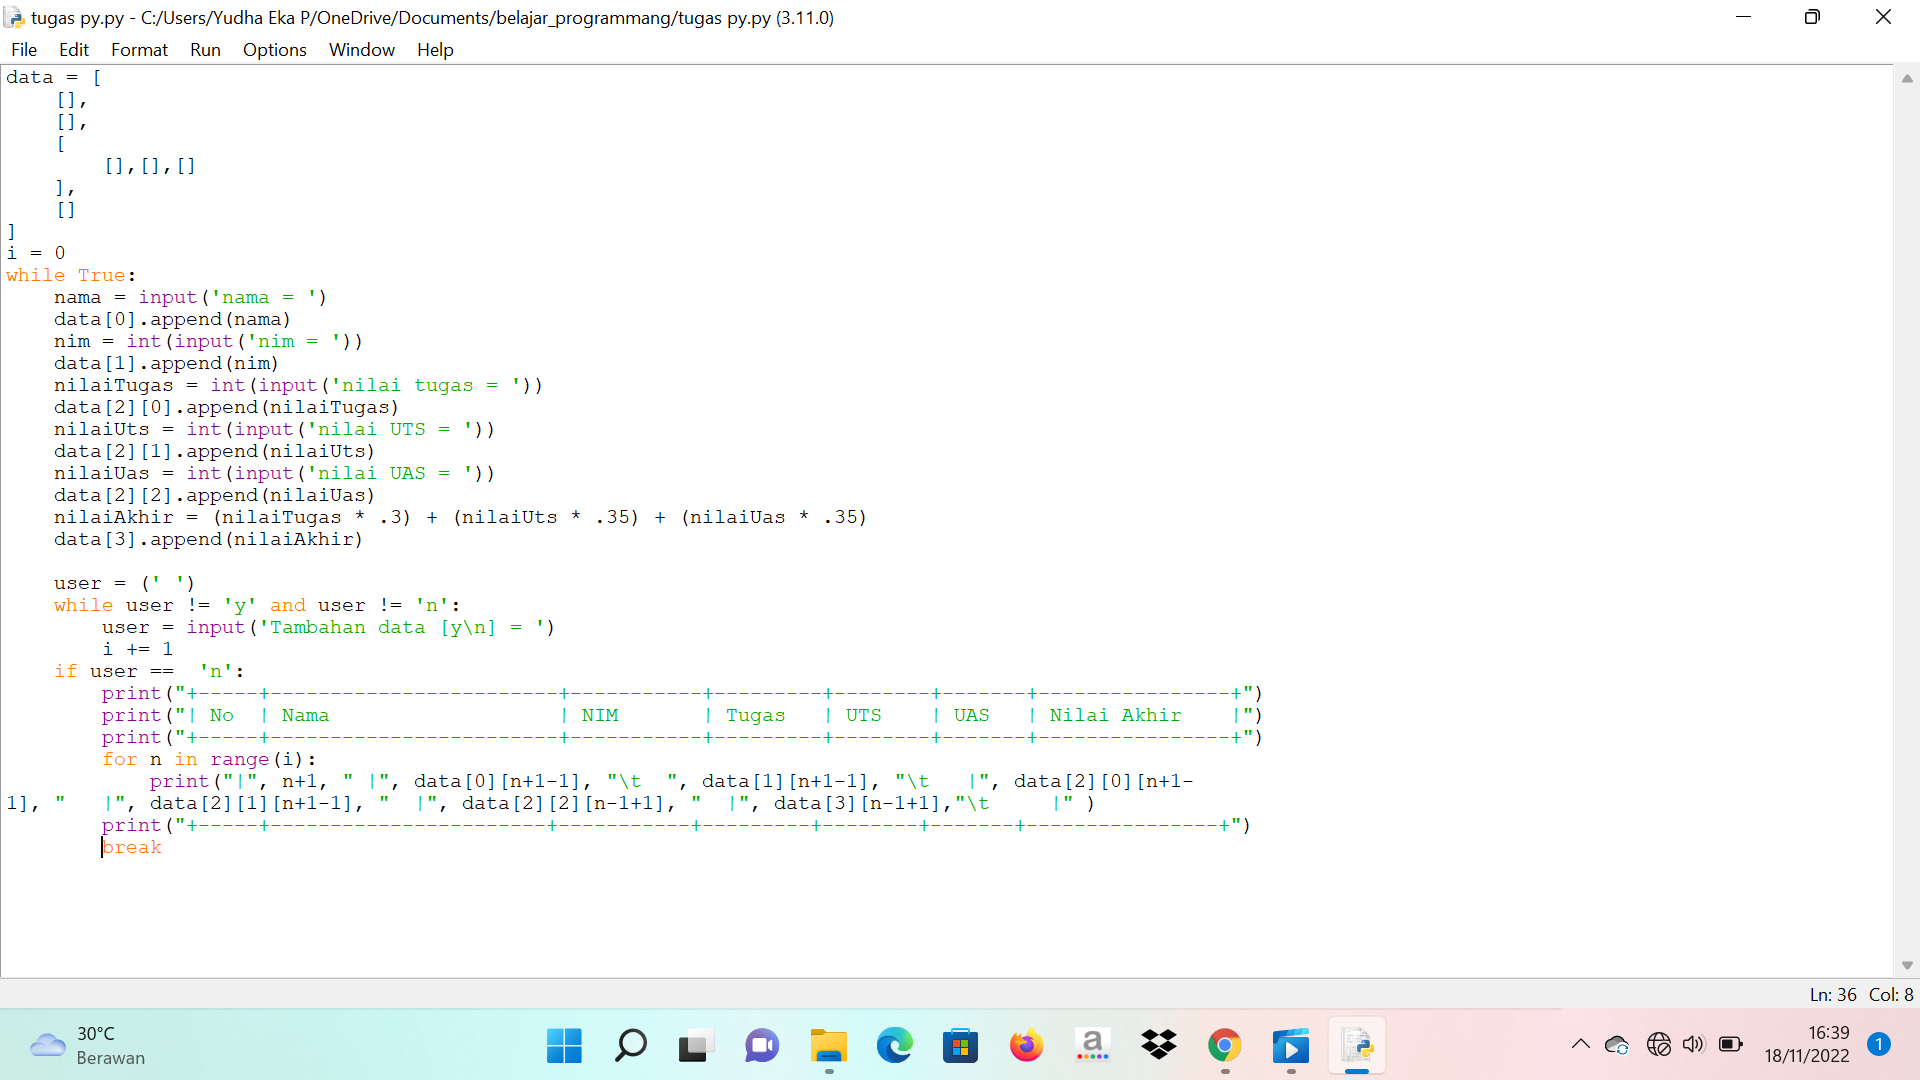 tugas py.py - C:/Users/Yudha Eka P/OneDrive/Documents/belajar_programmang/tugas py.py (3.11.0)
File Edit Format Run Options Window Help
data = [
    [],
    [],
    [
        [],[],[]
    ],
    []
]
i = 0
while True:
    nama = input('nama = ')
    data[0].append(nama)
    nim = int(input('nim = '))
    data[1].append(nim)
    nilaiTugas = int(input('nilai tugas = '))
    data[2][0].append(nilaiTugas)
    nilaiUts = int(input('nilai UTS = '))
    data[2][1].append(nilaiUts)
    nilaiUas = int(input('nilai UAS = '))
    data[2][2].append(nilaiUas)
    nilaiAkhir = (nilaiTugas * .3) + (nilaiUts * .35) + (nilaiUas * .35)
    data[3].append(nilaiAkhir)

    user = (' ')
    while user != 'y' and user != 'n':
        user = input('Tambahan data [y\n] = ')
        i += 1
    if user ==  'n':
        print("+-----+------------------------+-----------+---------+--------+-------+----------------+")
        print("| No  | Nama                   | NIM       | Tugas   | UTS    | UAS   | Nilai Akhir    |")
        print("+-----+------------------------+-----------+---------+--------+-------+----------------+")
        for n in range(i):
            print("|", n+1, " |", data[0][n+1-1], "\t  ", data[1][n+1-1], "\t   |", data[2][0][n+1-
1], "   |", data[2][1][n+1-1], "  |", data[2][2][n-1+1], "  |", data[3][n-1+1],"\t     |" )
        print("+-----+-----------------------+-----------+---------+--------+-------+----------------+")
        break
Ln: 36 Col: 8
30°C
Berawan
16:39
18/11/2022
1